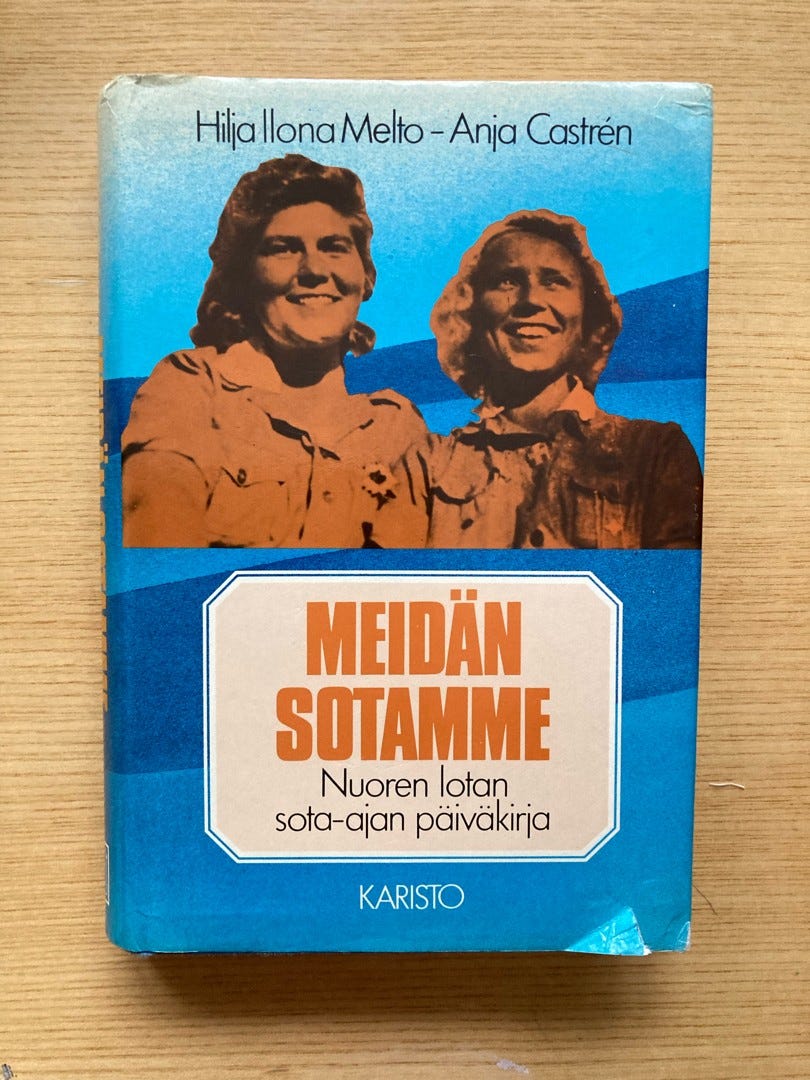 Hilja Ilona Melto – Anja Castrén
MEIDÄN
SOTAMME
Nuoren lotan
sota-ajan päiväkirja
KARISTO